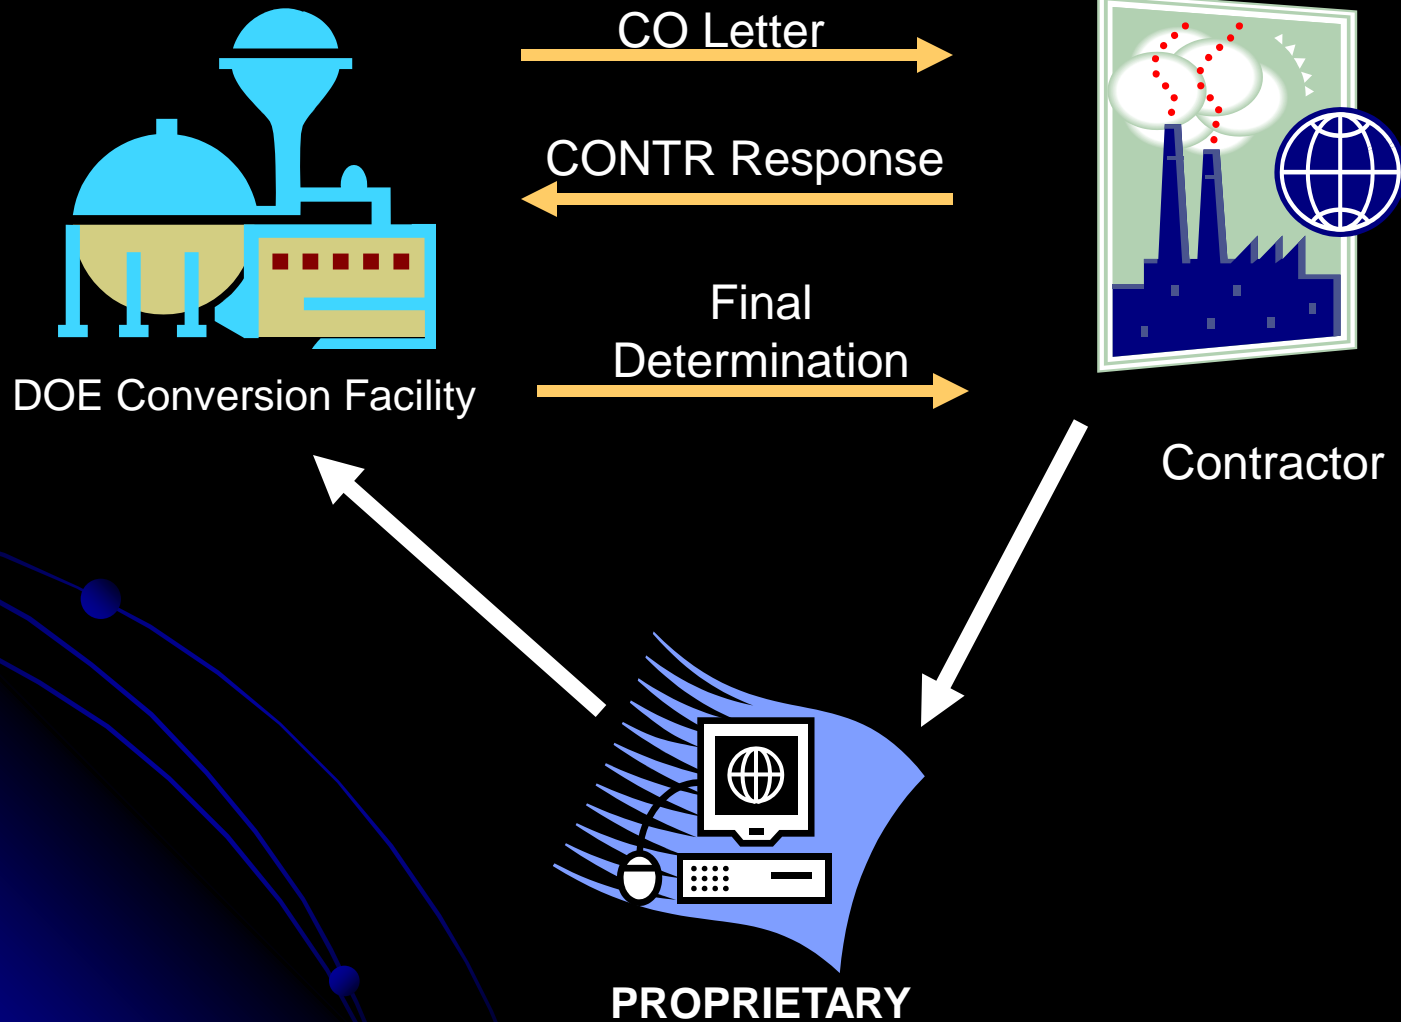 CO Letter
CONTR Response
Final
Determination
DOE Conversion Facility
Contractor
PROPRIETARY